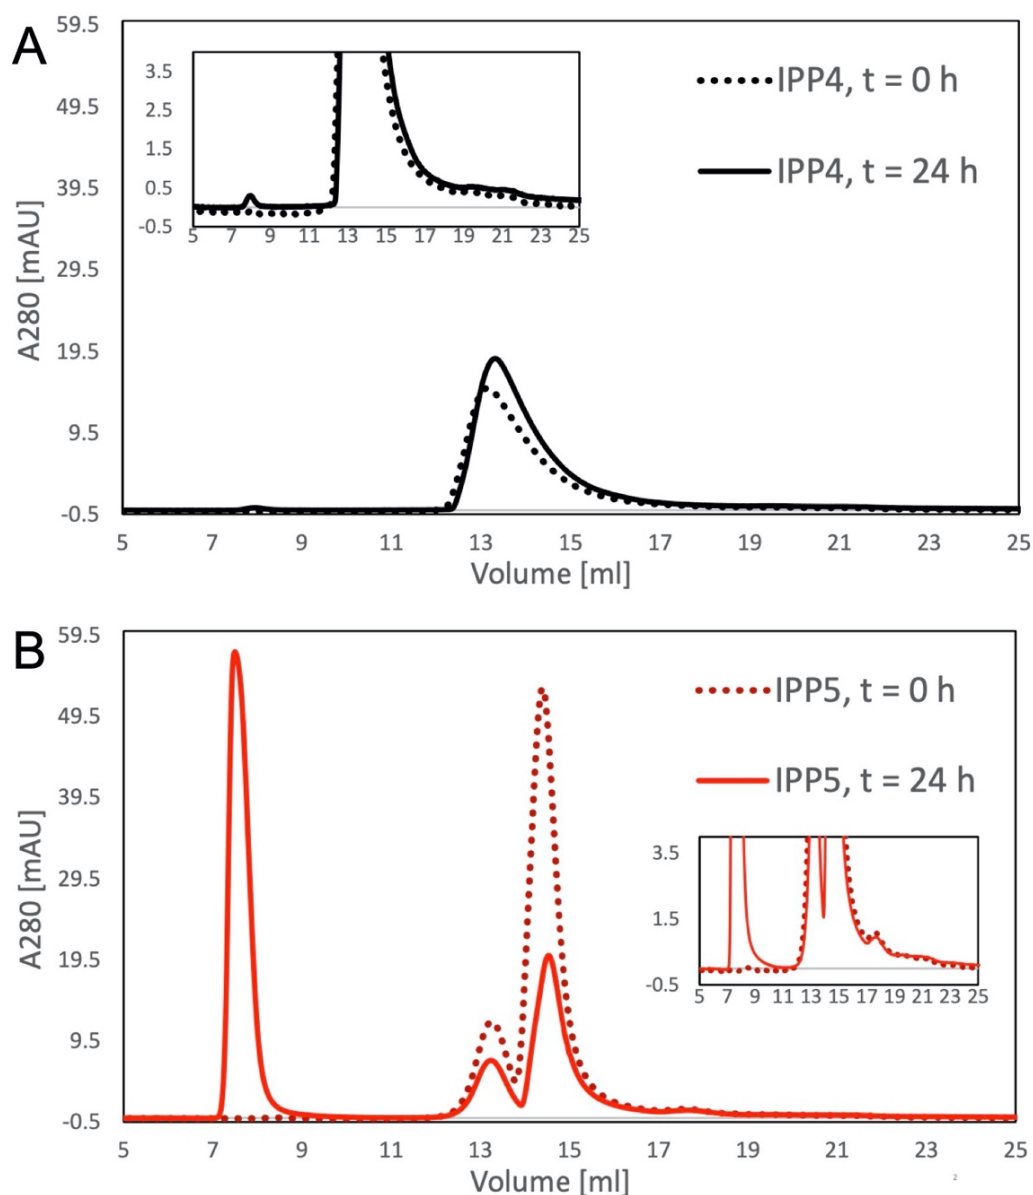 A
59.5
49.5
39.5
29.5
19.5
9.5
-0.5
A280 [mAU]
3.5
2.5
1.5
0.5
-0.5
5 7 9 11 13 15 17 19 21 23 25
IPP4, t = 0 h
IPP4, t = 24 h
5 7 9 11 13 15 17 19 21 23 25
Volume [ml]
B
59.5
49.5
39.5
29.5
19.5
9.5
-0.5
A280 [mAU]
IPP5, t = 0 h
IPP5, t = 24 h
3.5
1.5
-0.5
5 7 9 11 13 15 17 19 21 23 25
5 7 9 11 13 15 17 19 21 23 25
Volume [ml]
2